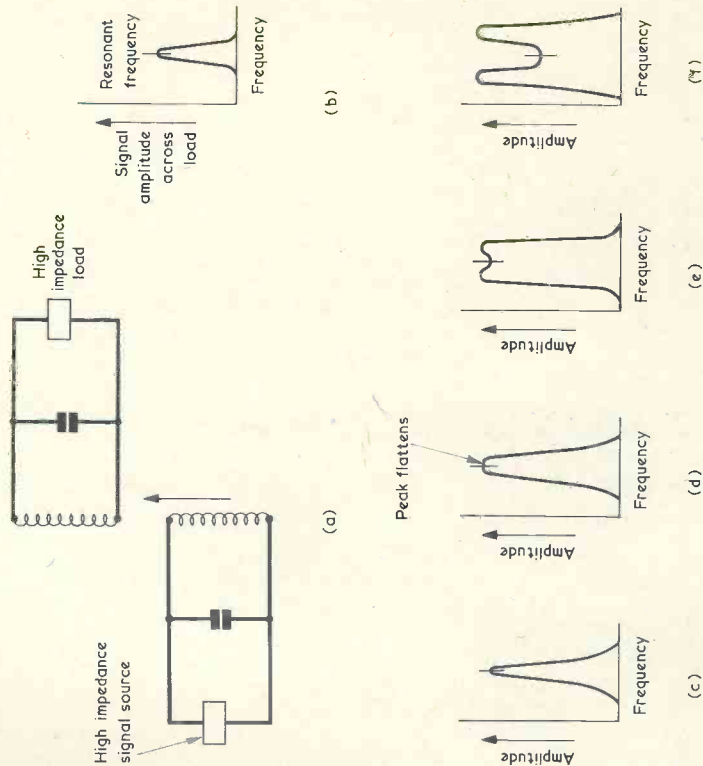 High impedance
signal source
High
impedance
load
(a)
Signal
amplitude
across
load
Resonant
frequency
Frequency
(b)
Amplitude
Frequency
(c)
Peak flattens
Amplitude
Frequency
(d)
Amplitude
Frequency
(e)
Amplitude
Frequency
(f)